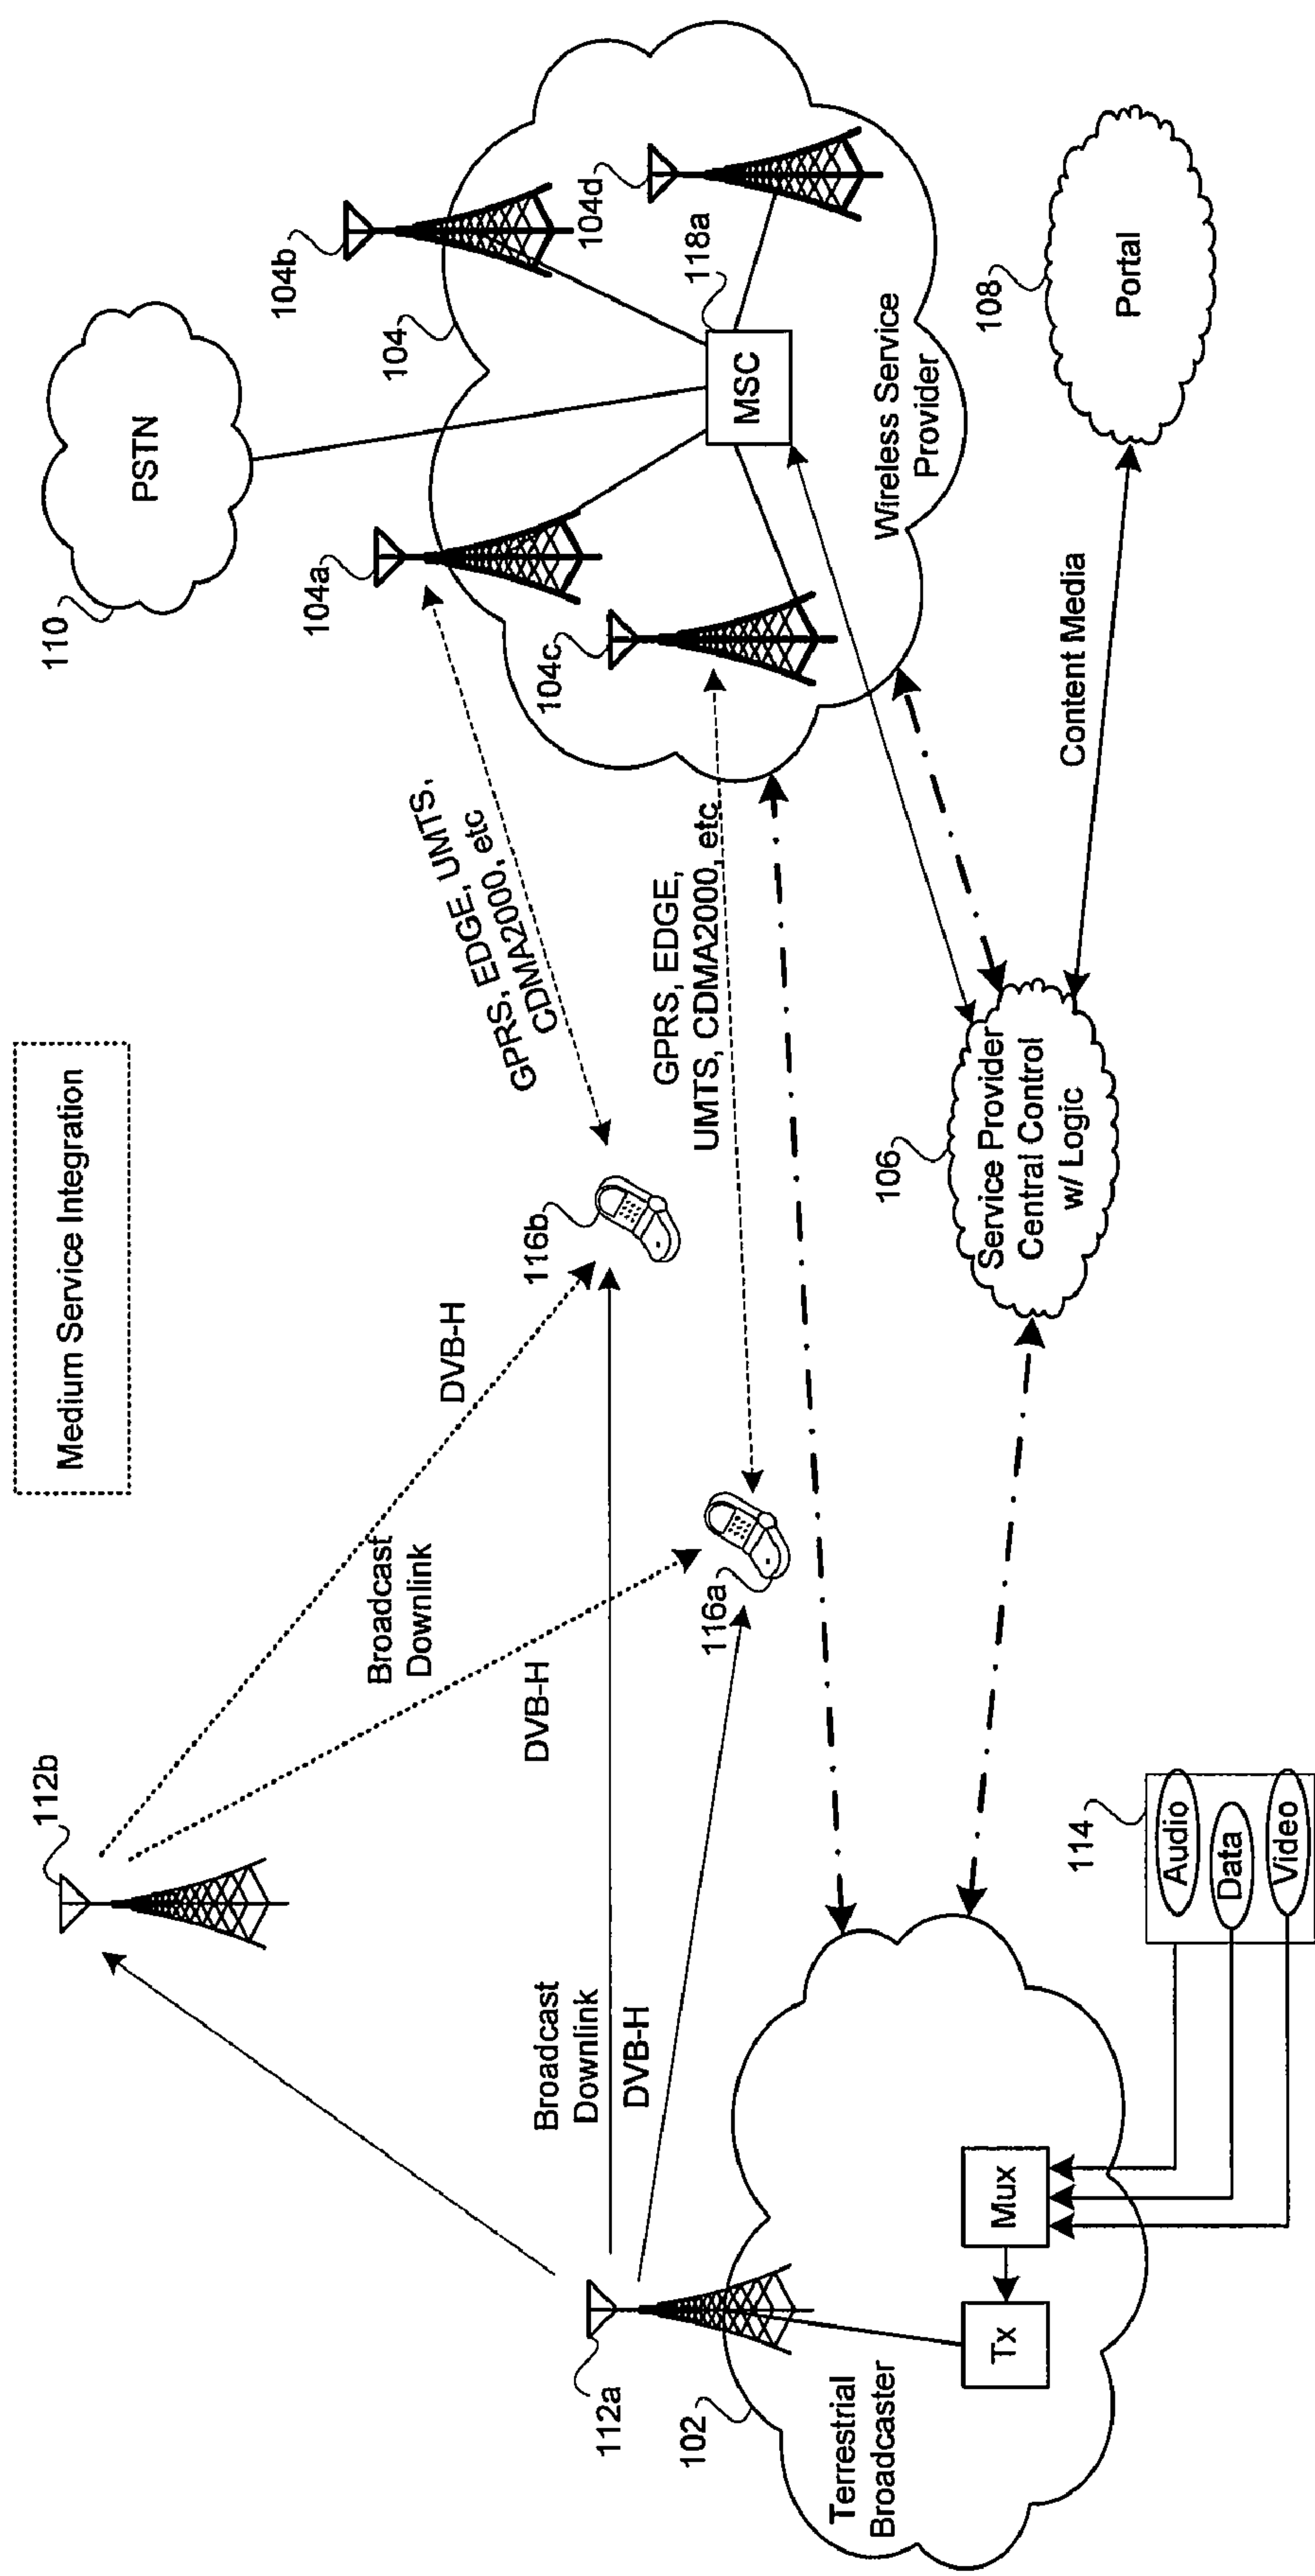 Medium Service Integration
110
PSTN
112b
104b
104
104a
104d
104c
118a
MSC
Wireless Service
Provider
GPRS, EDGE, UMTS,
CDMA2000, etc
GPRS, EDGE,
UMTS, CDMA2000, etc
DVB-H
116b
Broadcast
Downlink
DVB-H
116a
Broadcast
Downlink
DVB-H
112a
102
Terrestrial
Broadcaster
Tx
Mux
114
Audio
Data
Video
106
Service Provider
Central Control
w/ Logic
Content Media
108
Portal